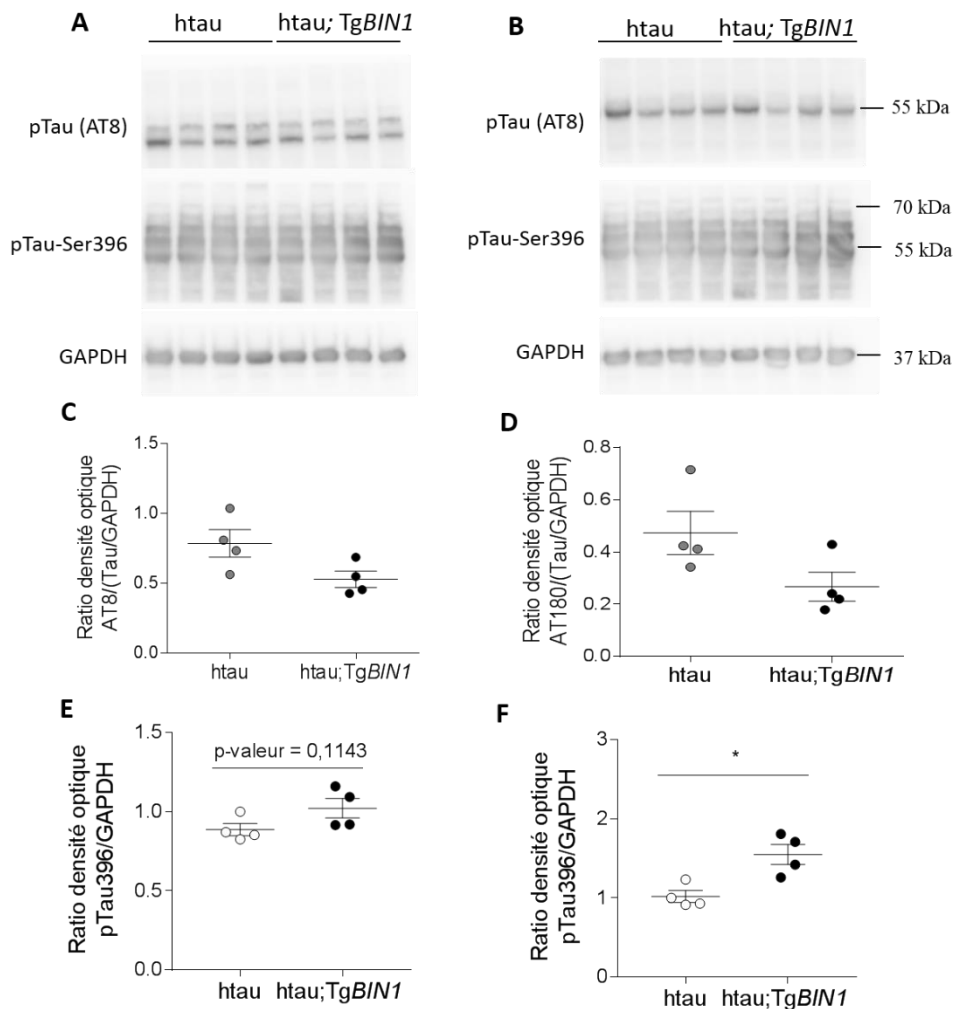 A
htau
htau; TgBIN1
pTau (AT8)
pTau-Ser396
GAPDH
B
htau
htau; TgBIN1
pTau (AT8)
55 kDa
70 kDa
pTau-Ser396
55 kDa
GAPDH
37 kDa
C
Ratio densité optique
AT8/(Tau/GAPDH)
1.5
1.0
0.5
0.0
htau
htau;TgBIN1
D
Ratio densité optique
AT180/(Tau/GAPDH)
0.8
0.6
0.4
0.2
0.0
htau
htau;TgBIN1
E
Ratio densité optique
pTau396/GAPDH
1.5
1.0
0.5
0.0
p-valeur = 0,1143
htau
htau;TgBIN1
F
Ratio densité optique
pTau396/GAPDH
3
2
1
0
*
htau
htau;TgBIN1